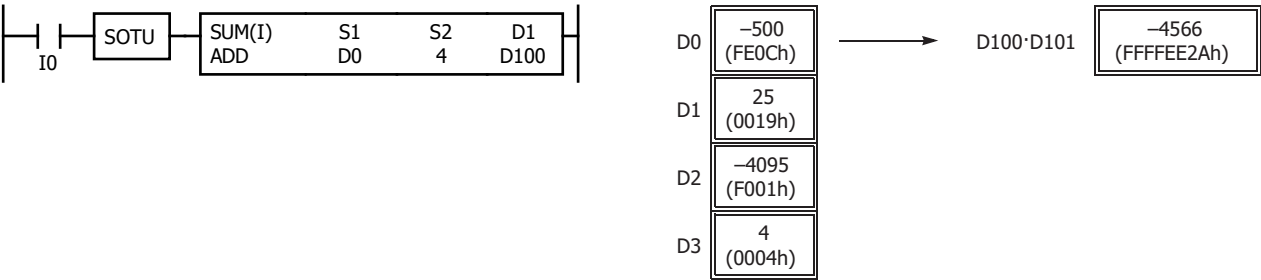 I0
SOTU
SUM(I) S1 S2 D1
ADD D0 4 D100
D0 –500
(FE0Ch)
D100·D101 –4566
(FFFFEE2Ah)
D1 25
(0019h)
D2 –4095
(F001h)
D3 4
(0004h)